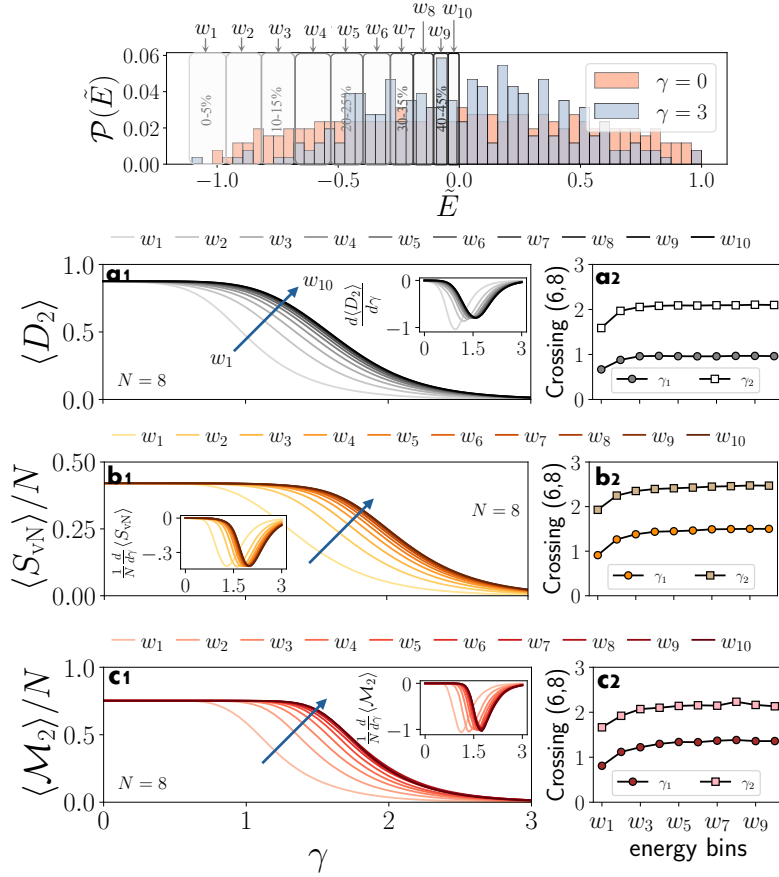 w₈
w₁ w₂ w₃ w₄ w₅ w₆ w₇ w₁₀
w₉
0.06
0.04
0.02
0.00
𝒫(Ẽ)
0-5%
10-15%
20-25%
30-35%
40-45%
γ = 0
γ = 3
−1.0 −0.5 0.0 0.5 1.0
Ẽ
w₁ w₂ w₃ w₄ w₅ w₆ w₇ w₈ w₉ w₁₀
a1
⟨D₂⟩
1.0
0.5
0.0
w₁₀
w₁
N = 8
d⟨D₂⟩/dγ
0
−1
0 1.5 3
a2
Crossing (6,8)
3
2
1
0
γ₁ γ₂
w₁ w₂ w₃ w₄ w₅ w₆ w₇ w₈ w₉ w₁₀
b1
⟨S_vN⟩/N
0.50
0.25
0.00
N = 8
1/N d/dγ ⟨S_vN⟩
0
−.3
0 1.5 3
b2
Crossing (6,8)
3
2
1
0
γ₁ γ₂
w₁ w₂ w₃ w₄ w₅ w₆ w₇ w₈ w₉ w₁₀
c1
⟨ℳ₂⟩/N
1.0
0.5
0.0
N = 8
1/N d/dγ ⟨ℳ₂⟩
0
−1
0 1.5 3
0 1 2 3
γ
c2
Crossing (6,8)
3
2
1
0
γ₁ γ₂
w₁ w₃ w₅ w₇ w₉
energy bins